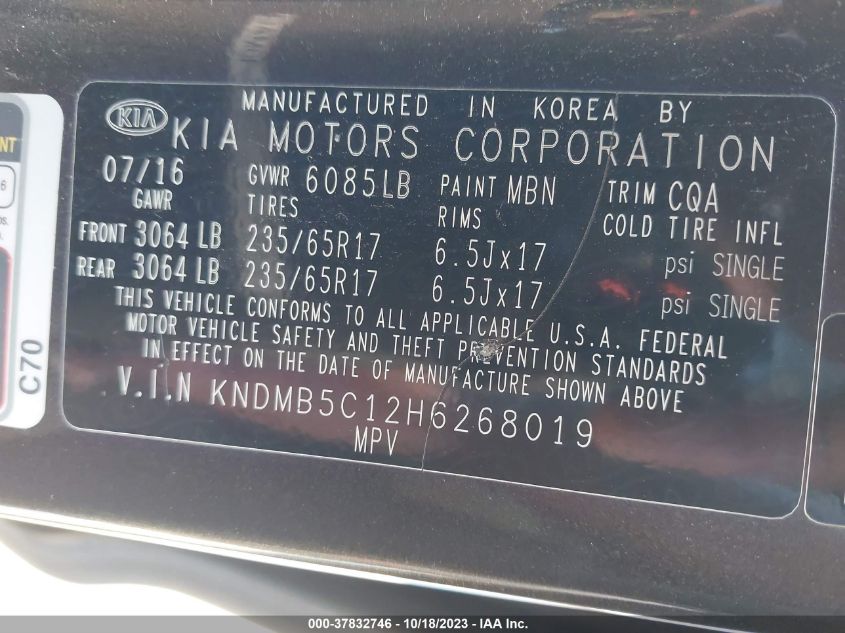 KIA
MANUFACTURED IN KOREA BY
KIA MOTORS CORPORATION
07/16 GVWR 6085LB PAINT MBN TRIM CQA
GAWR TIRES RIMS COLD TIRE INFL
FRONT 3064 LB 235/65R17 6.5Jx17 psi SINGLE
REAR 3064 LB 235/65R17 6.5Jx17 psi SINGLE
THIS VEHICLE CONFORMS TO ALL APPLICABLE U.S.A. FEDERAL
MOTOR VEHICLE SAFETY AND THEFT PREVENTION STANDARDS
IN EFFECT ON THE DATE OF MANUFACTURE SHOWN ABOVE
V.I.N KNDMB5C12H6268019
MPV
C70
000-37832746 - 10/18/2023 - IAA Inc.